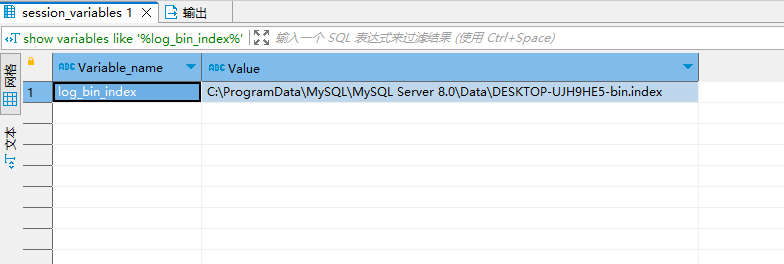 session_variables 1
输出
show variables like '%log_bin_index%'
输入一个 SQL 表达式来过滤结果 (使用 Ctrl+Space)
网格
文本
Variable_name
Value
1
log_bin_index
C:\ProgramData\MySQL\MySQL Server 8.0\Data\DESKTOP-UJH9HE5-bin.index